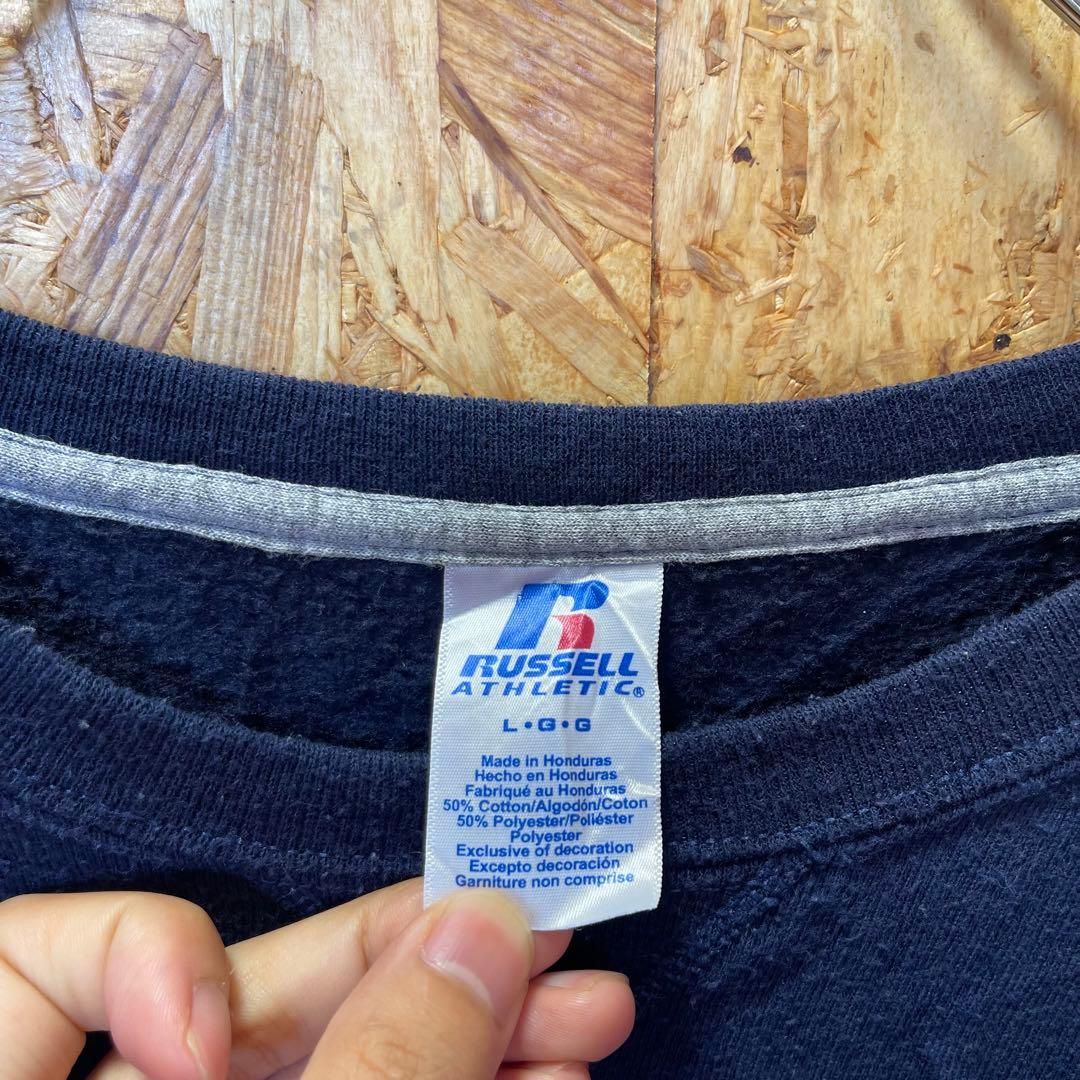 R
RUSSELL
ATHLETIC®
L•G•G
Made in Honduras
Hecho en Honduras
Fabriqué au Honduras
50% Cotton/Algodón/Coton
50% Polyester/Poliéster
Polyester
Exclusive of decoration
Excepto decoración
Garniture non comprise